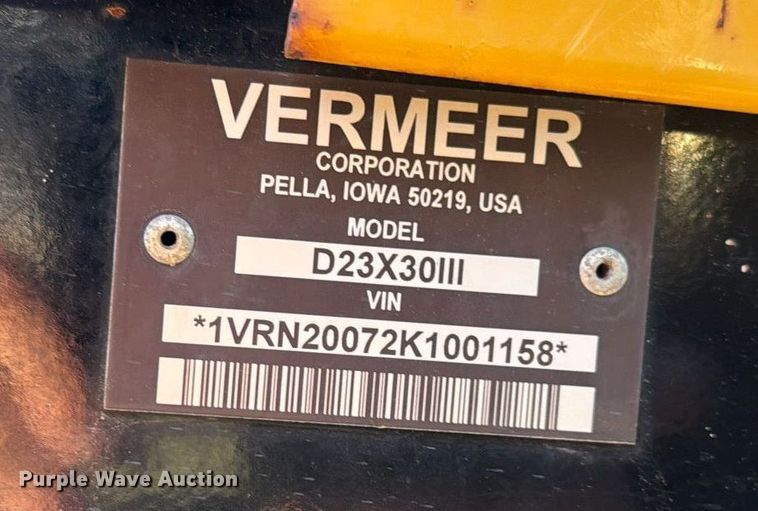 VERMEER
CORPORATION
PELLA, IOWA 50219, USA
MODEL
D23X30III
VIN
*1VRN20072K1001158*
Purple Wave Auction